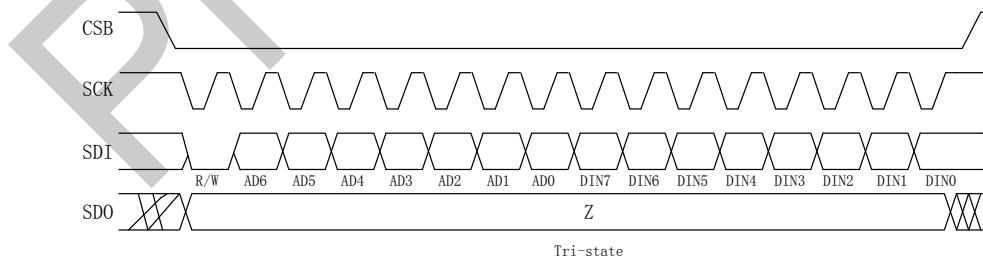 CSB
SCK
SDI
R/W AD6 AD5 AD4 AD3 AD2 AD1 AD0 DIN7 DIN6 DIN5 DIN4 DIN3 DIN2 DIN1 DIN0
SDO Z
Tri-state